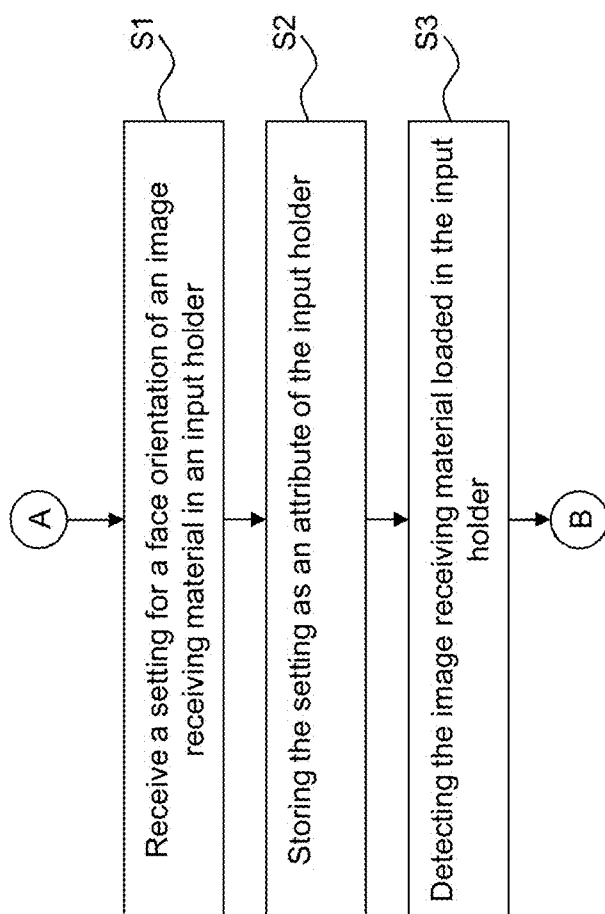 A
Receive a setting for a face orientation of an image
receiving material in an input holder
S1
Storing the setting as an attribute of the input holder
S2
Detecting the image receiving material loaded in the input
holder
S3
B